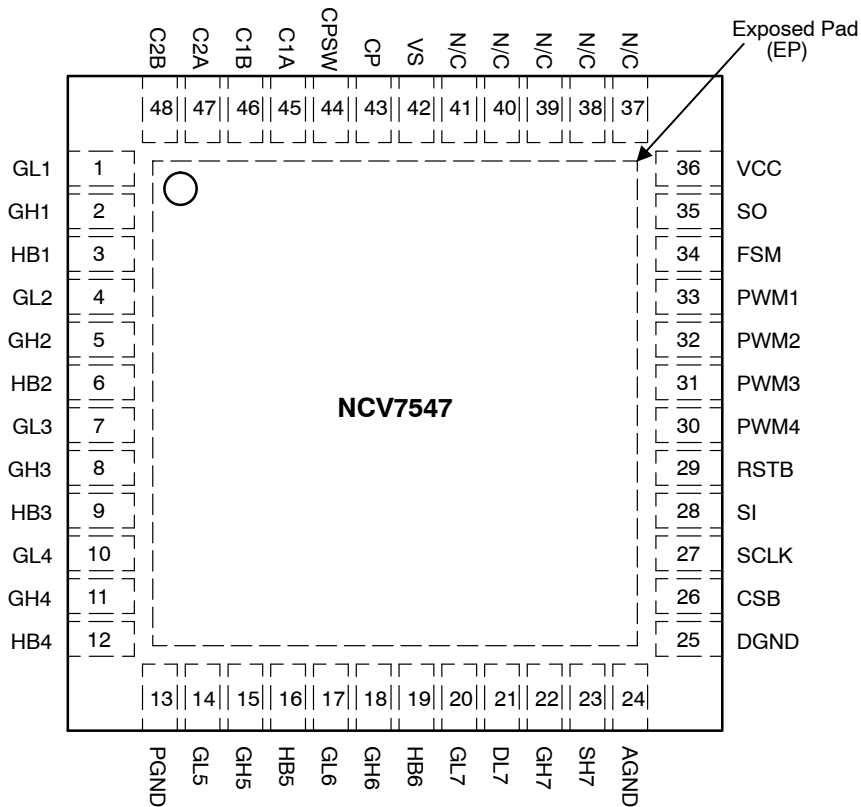 C2B C2A C1B C1A CPSW CP VS N/C N/C N/C N/C N/C
Exposed Pad
(EP)
48 47 46 45 44 43 42 41 40 39 38 37
GL1 1 36 VCC
GH1 2 35 SO
HB1 3 34 FSM
GL2 4 33 PWM1
GH2 5 32 PWM2
HB2 6 31 PWM3
NCV7547
GL3 7 30 PWM4
GH3 8 29 RSTB
HB3 9 28 SI
GL4 10 27 SCLK
GH4 11 26 CSB
HB4 12 25 DGND
13 14 15 16 17 18 19 20 21 22 23 24
PGND GL5 GH5 HB5 GL6 GH6 HB6 GL7 DL7 GH7 SH7 AGND